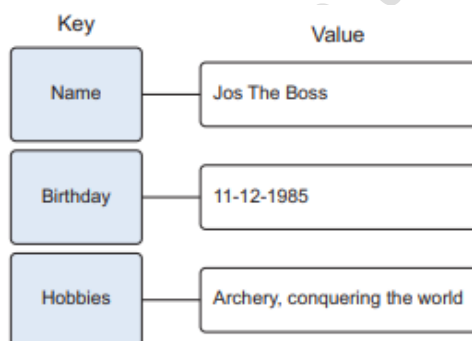 Key
Value
Name
Jos The Boss
Birthday
11-12-1985
Hobbies
Archery, conquering the world